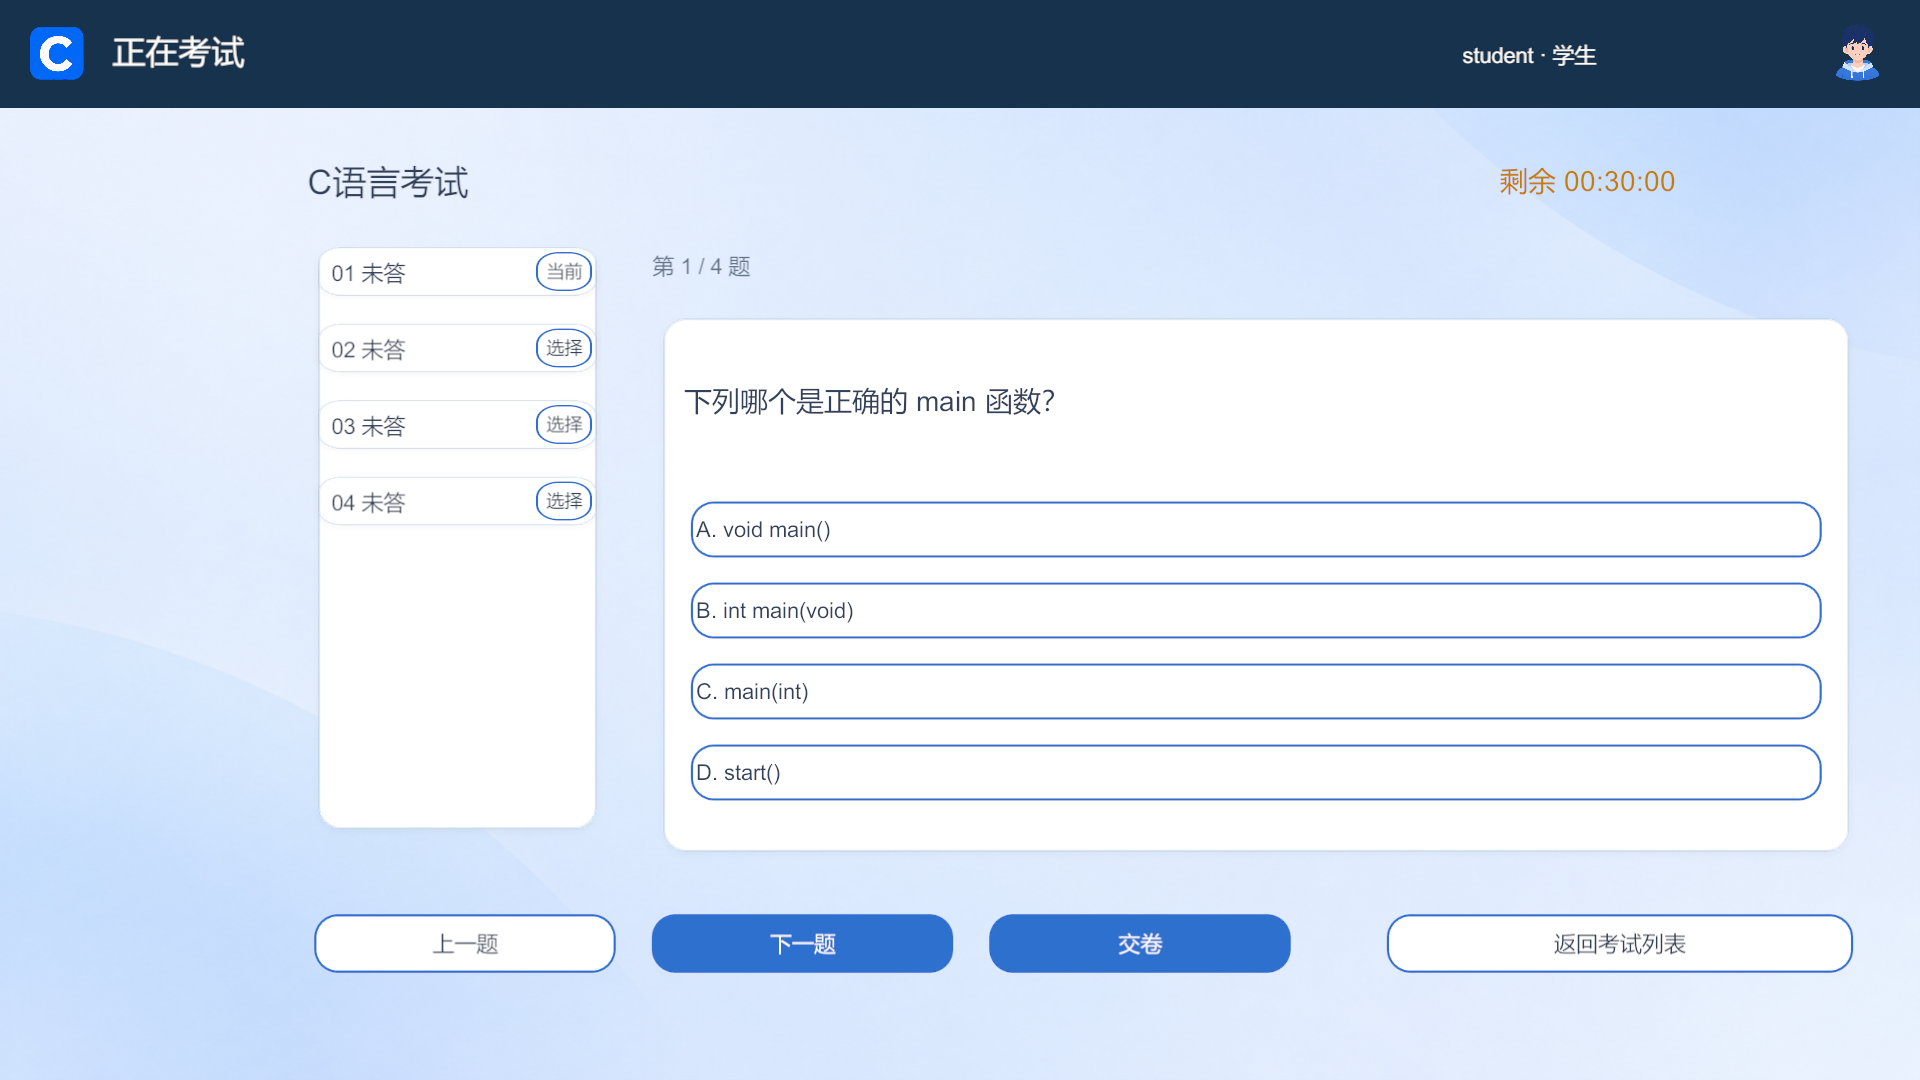 C 正在考试
student · 学生
C语言考试
剩余 00:30:00
01 未答 当前
02 未答 选择
03 未答 选择
04 未答 选择
第 1 / 4 题
下列哪个是正确的 main 函数？
A. void main()
B. int main(void)
C. main(int)
D. start()
上一题
下一题
交卷
返回考试列表